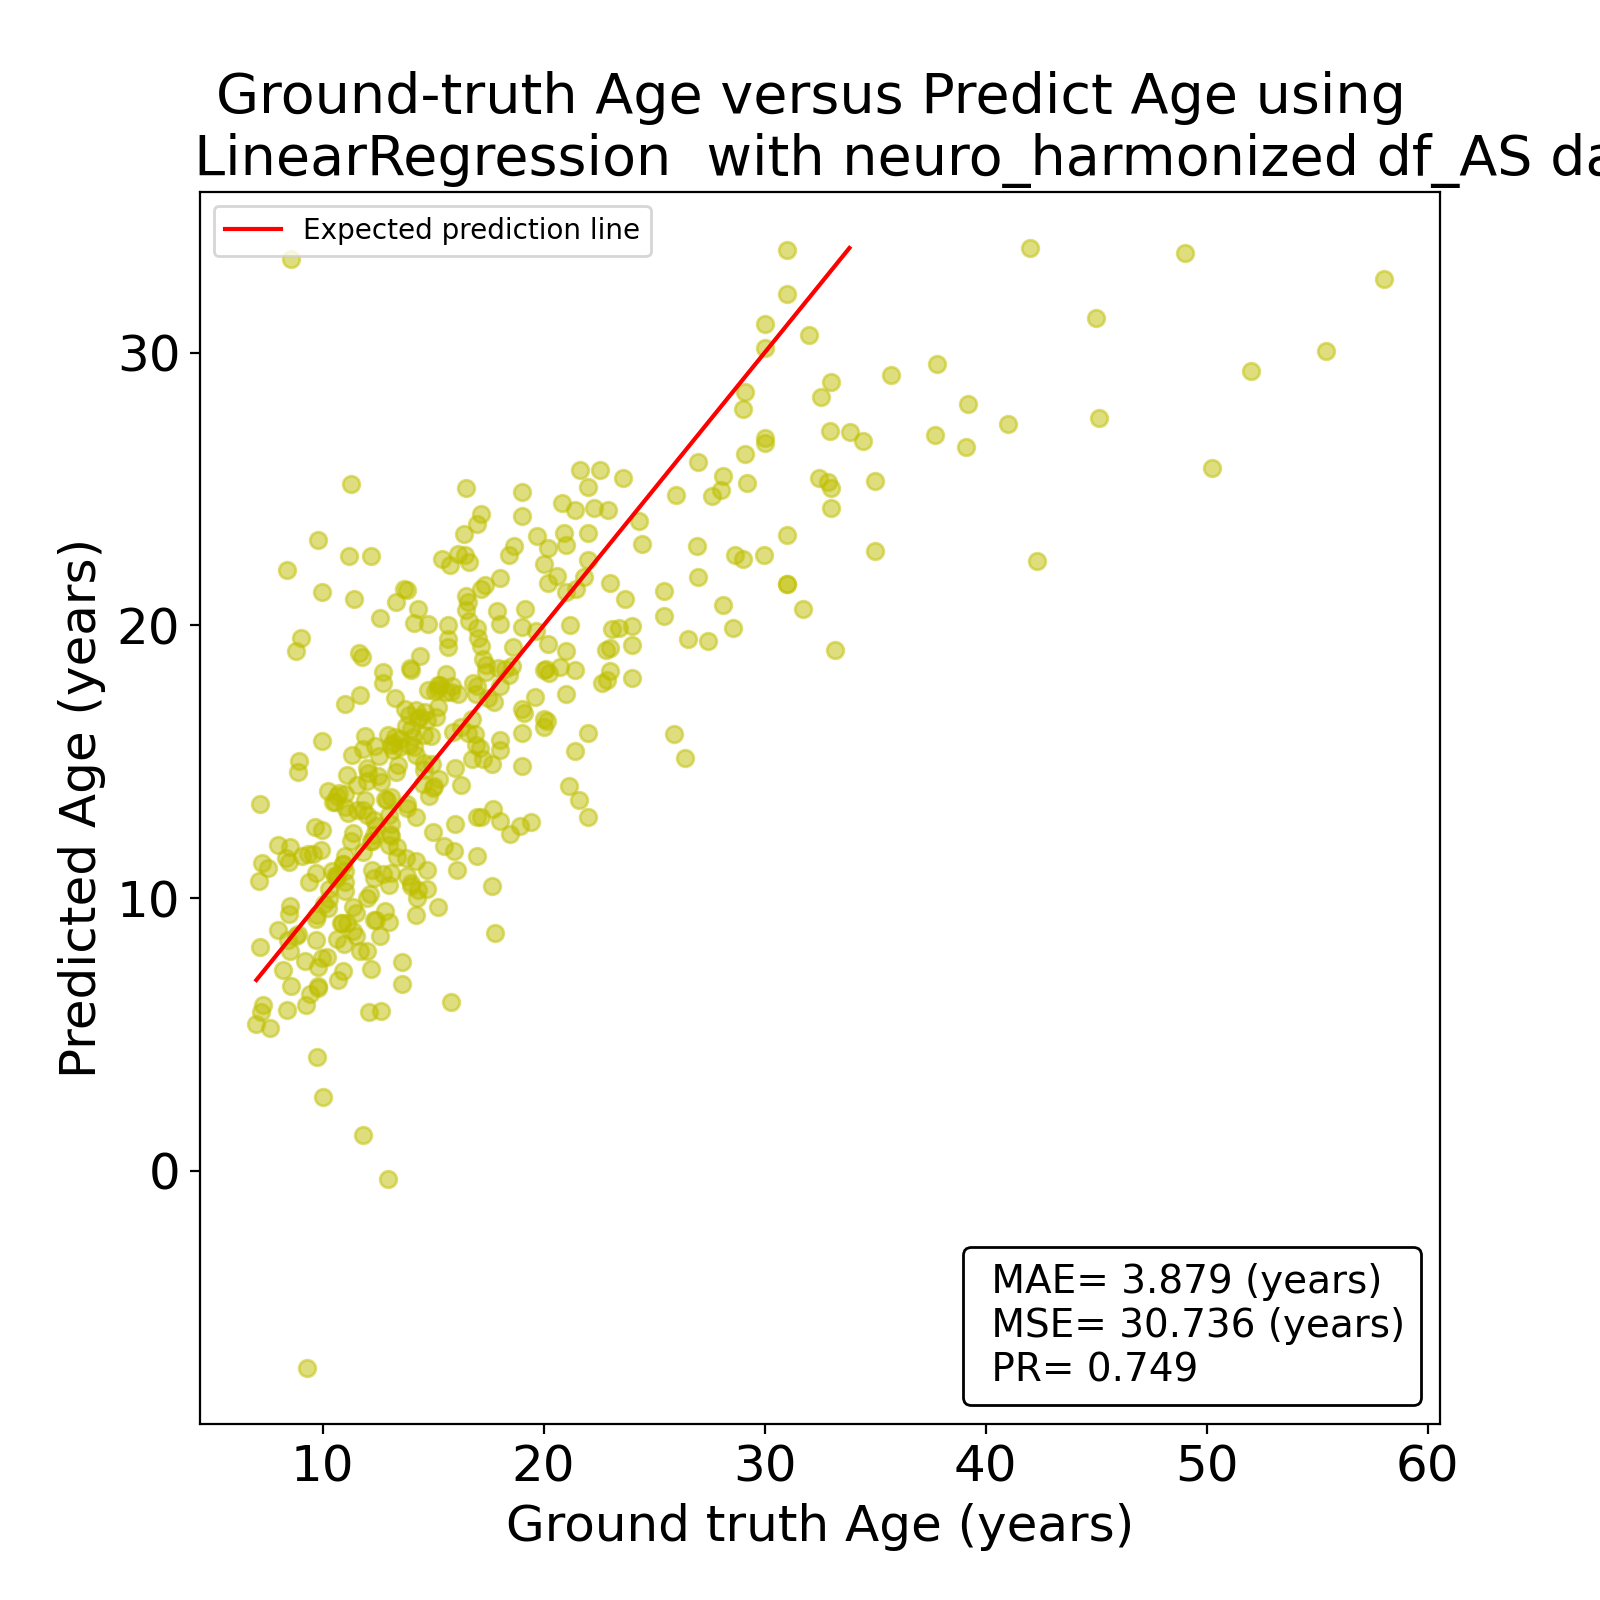 Ground-truth Age versus Predict Age using
LinearRegression  with neuro_harmonized df_AS
Expected prediction line
Predicted Age (years)
30
20
10
0
MAE= 3.879 (years)
MSE= 30.736 (years)
PR= 0.749
10 20 30 40 50 60
Ground truth Age (years)